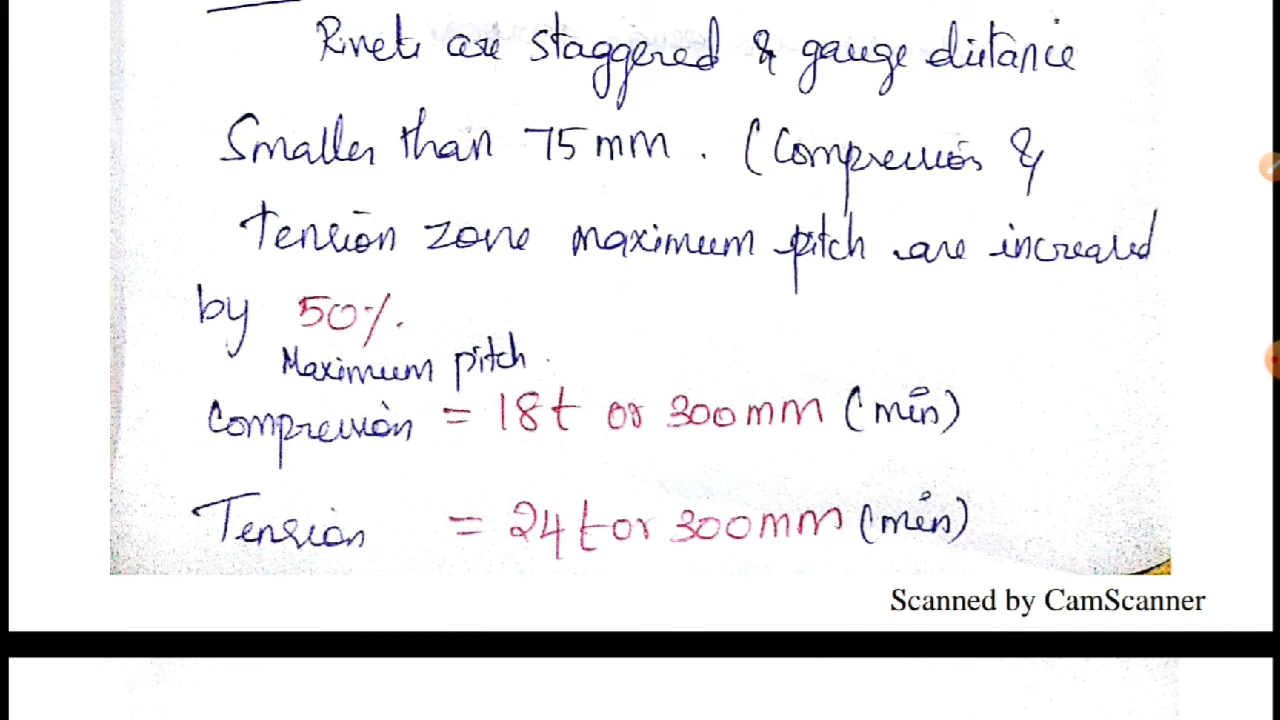 Rivets are staggered & gauge distance
Smaller than 75 mm. (Compression &
Tension zone maximum pitch are increased
by 50%.
Maximum pitch.
Compression = 18t or 300mm (min)
Tension = 24t or 300mm (min)
Scanned by CamScanner